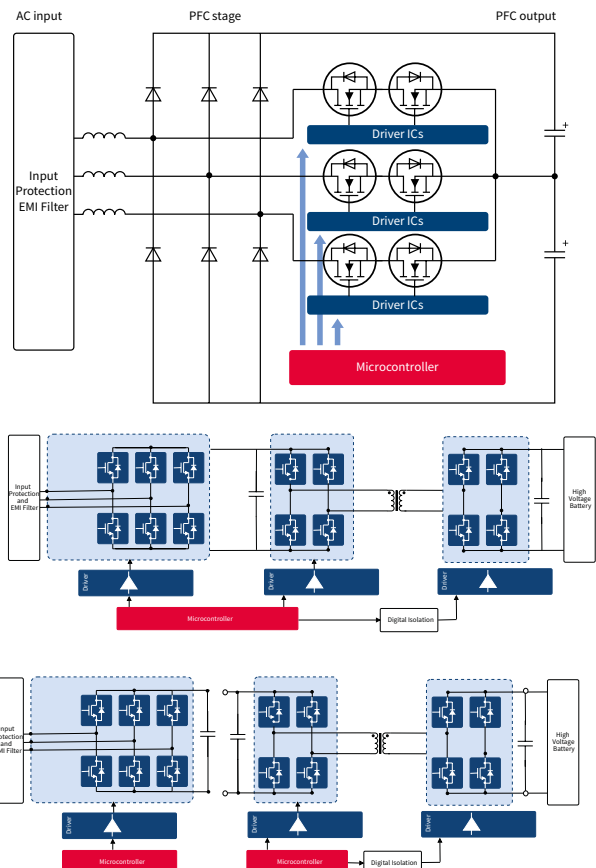 AC input
PFC stage
PFC output
+
Driver ICs
Input
Protection
EMI Filter
Driver ICs
+
Driver ICs
Microcontroller
Input
Protection
and
EMI Filter
High
Voltage
Battery
Driver
Driver
Driver
Microcontroller
Digital Isolation
nput
otection
and
MI Filter
High
Voltage
Battery
Driver
Driver
Driver
Microcontroller
Microcontroller
Digital Isolation